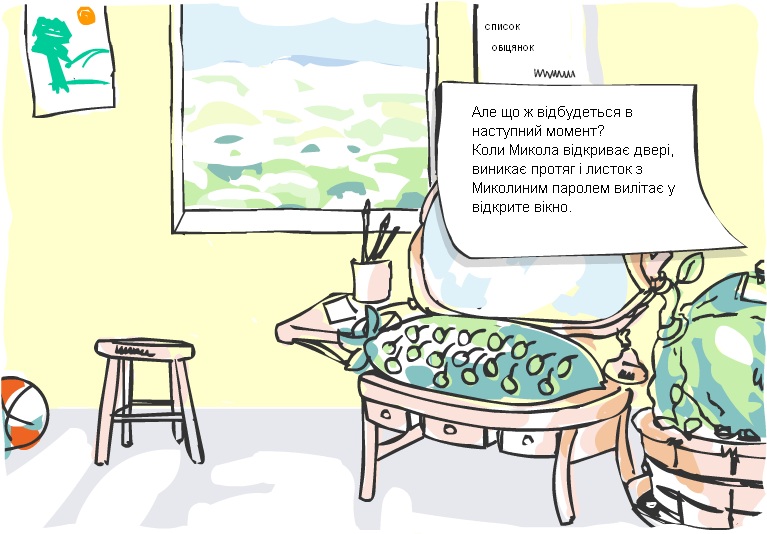 список
обіцянок
Але що ж відбудеться в
наступний момент?
Коли Микола відкриває двері,
виникає протяг і листок з
Миколиним паролем вилітає у
відкрите вікно.